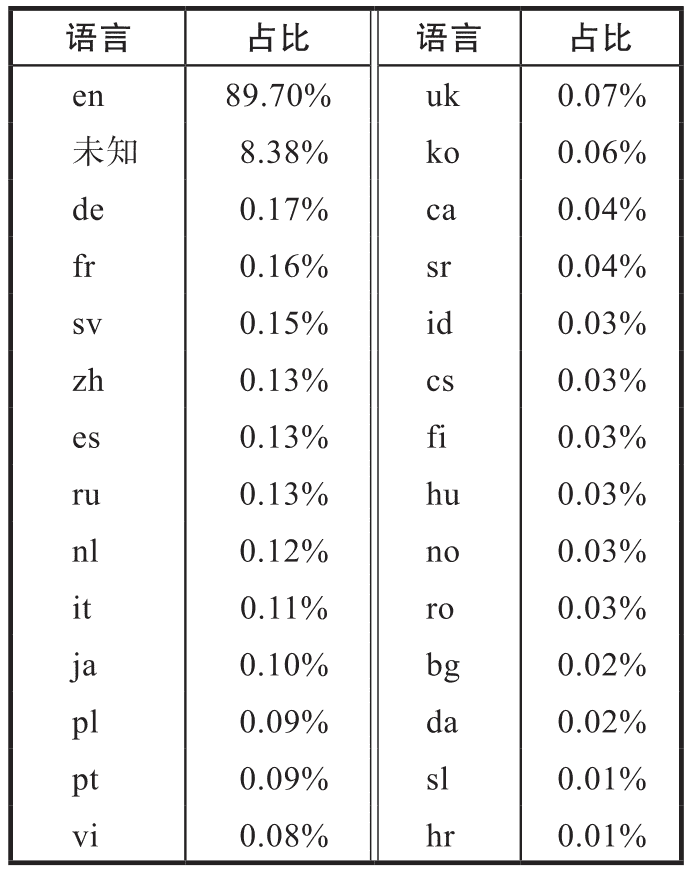 语言 占比 语言 占比
en 89.70% uk 0.07%
未知 8.38% ko 0.06%
de 0.17% ca 0.04%
fr 0.16% sr 0.04%
sv 0.15% id 0.03%
zh 0.13% cs 0.03%
es 0.13% fi 0.03%
ru 0.13% hu 0.03%
nl 0.12% no 0.03%
it 0.11% ro 0.03%
ja 0.10% bg 0.02%
pl 0.09% da 0.02%
pt 0.09% sl 0.01%
vi 0.08% hr 0.01%